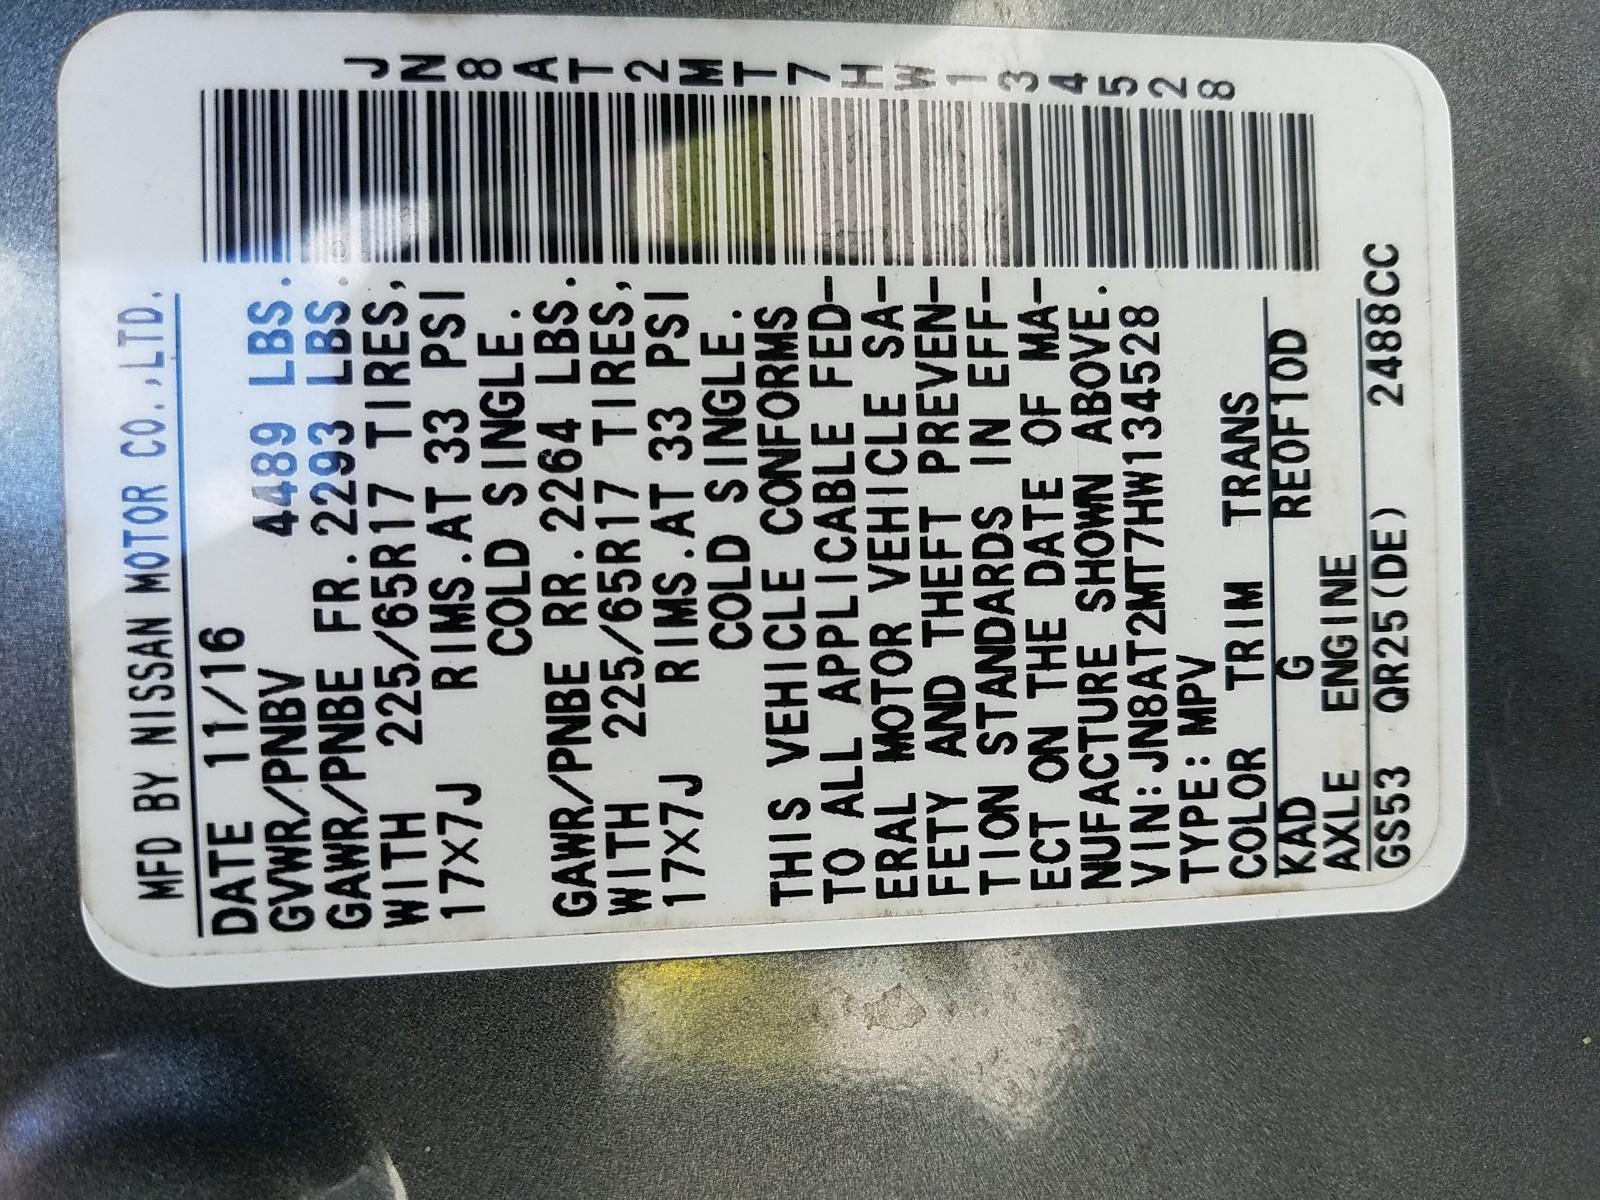 MFD BY NISSAN MOTOR CO.,LTD.
DATE 11/16
GVWR/PNBV 4489 LBS.
GAWR/PNBE FR.2293 LBS.
WITH 225/65R17 TIRES,
17×7J RIMS.AT 33 PSI
COLD SINGLE.
GAWR/PNBE RR.2264 LBS.
WITH 225/65R17 TIRES,
17×7J RIMS.AT 33 PSI
COLD SINGLE.
THIS VEHICLE CONFORMS
TO ALL APPLICABLE FED-
ERAL MOTOR VEHICLE SA-
FETY AND THEFT PREVEN-
TION STANDARDS IN EFF-
ECT ON THE DATE OF MA-
NUFACTURE SHOWN ABOVE.
VIN:JN8AT2MT7HW134528
TYPE:MPV
COLOR TRIM TRANS
KAD G RE0F10D
AXLE ENGINE
GS53 QR25(DE) 2488CC
JN8AT2MT7HW134528